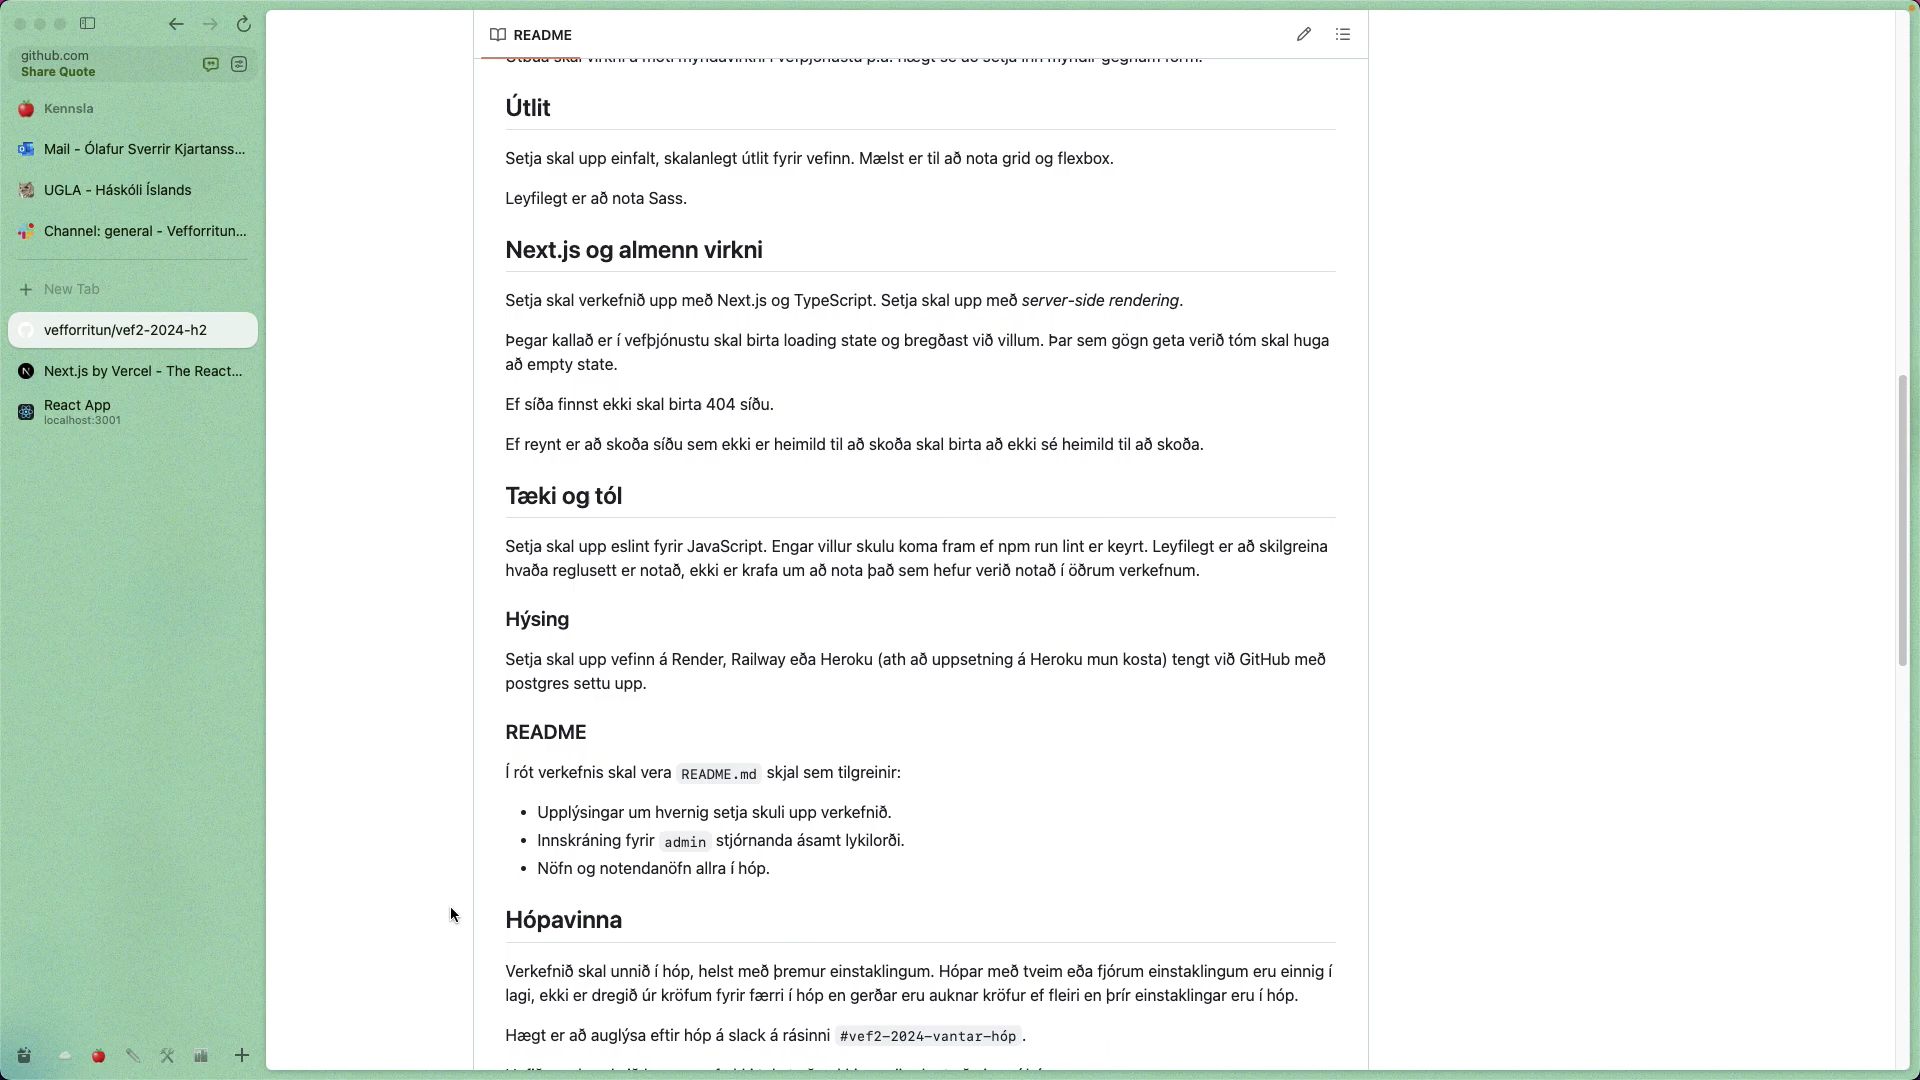 github.com
Share Quote
Kennsla
Mail - Ólafur Sverrir Kjartanss...
UGLA - Háskóli Íslands
Channel: general - Vefforritun...
New Tab
vefforritun/vef2-2024-h2
Next.js by Vercel - The React...
React App
localhost:3001
README
Útlit
Setja skal upp einfalt, skalanlegt útlit fyrir vefinn. Mælst er til að nota grid og flexbox.
Leyfilegt er að nota Sass.
Next.js og almenn virkni
Setja skal verkefnið upp með Next.js og TypeScript. Setja skal upp með server-side rendering.
Þegar kallað er í vefþjónustu skal birta loading state og bregðast við villum. Þar sem gögn geta verið tóm skal huga
að empty state.
Ef síða finnst ekki skal birta 404 síðu.
Ef reynt er að skoða síðu sem ekki er heimild til að skoða skal birta að ekki sé heimild til að skoða.
Tæki og tól
Setja skal upp eslint fyrir JavaScript. Engar villur skulu koma fram ef npm run lint er keyrt. Leyfilegt er að skilgreina
hvaða reglusett er notað, ekki er krafa um að nota það sem hefur verið notað í öðrum verkefnum.
Hýsing
Setja skal upp vefinn á Render, Railway eða Heroku (ath að uppsetning á Heroku mun kosta) tengt við GitHub með
postgres settu upp.
README
Í rót verkefnis skal vera README.md skjal sem tilgreinir:
• Upplýsingar um hvernig setja skuli upp verkefnið.
• Innskráning fyrir admin stjórnanda ásamt lykilorði.
• Nöfn og notendanöfn allra í hóp.
Hópavinna
Verkefnið skal unnið í hóp, helst með þremur einstaklingum. Hópar með tveim eða fjórum einstaklingum eru einnig í
lagi, ekki er dregið úr kröfum fyrir færri í hóp en gerðar eru auknar kröfur ef fleiri en þrír einstaklingar eru í hóp.
Hægt er að auglýsa eftir hóp á slack á rásinni #vef2-2024-vantar-hóp .